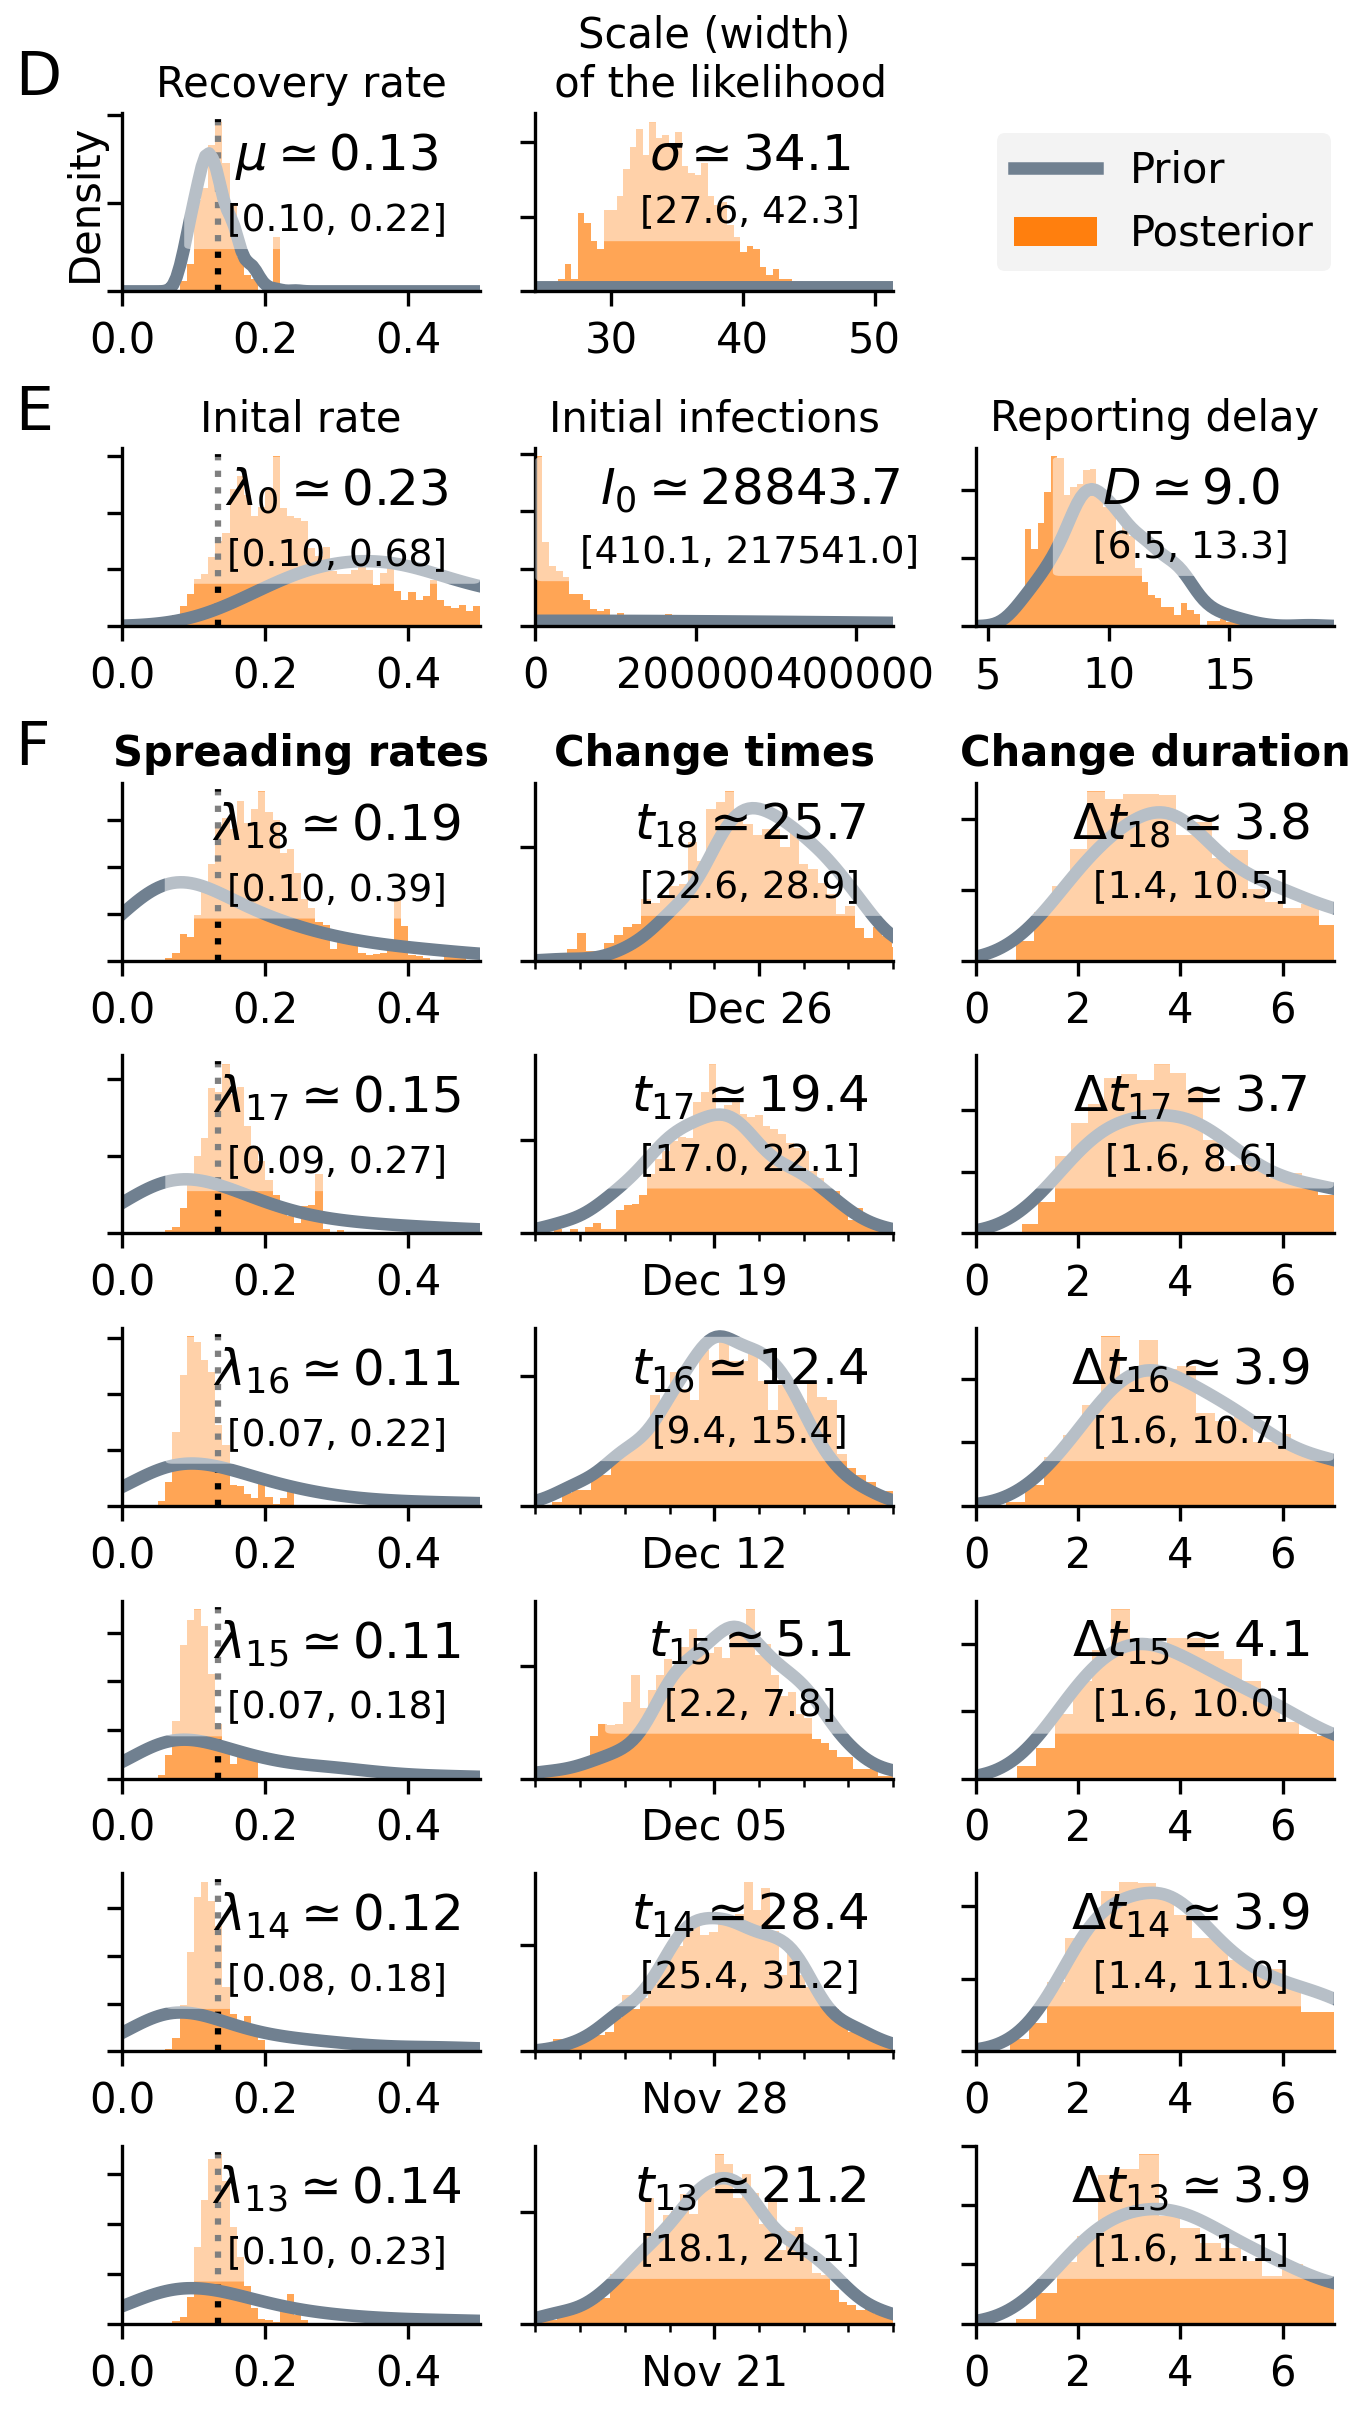 D
Recovery rate
Scale (width)
of the likelihood
Density
μ ≃ 0.13
[0.10, 0.22]
σ ≃ 34.1
[27.6, 42.3]
Prior
Posterior
0.0 0.2 0.4
30 40 50
E
Inital rate
Initial infections
Reporting delay
λ0 ≃ 0.23
[0.10, 0.68]
I0 ≃ 28843.7
[410.1, 217541.0]
D ≃ 9.0
[6.5, 13.3]
0.0 0.2 0.4
0 200000 400000
5 10 15
F
Spreading rates
Change times
Change duration
λ18 ≃ 0.19
[0.10, 0.39]
t18 ≃ 25.7
[22.6, 28.9]
Δt18 ≃ 3.8
[1.4, 10.5]
0.0 0.2 0.4
Dec 26
0 2 4 6
λ17 ≃ 0.15
[0.09, 0.27]
t17 ≃ 19.4
[17.0, 22.1]
Δt17 ≃ 3.7
[1.6, 8.6]
0.0 0.2 0.4
Dec 19
0 2 4 6
λ16 ≃ 0.11
[0.07, 0.22]
t16 ≃ 12.4
[9.4, 15.4]
Δt16 ≃ 3.9
[1.6, 10.7]
0.0 0.2 0.4
Dec 12
0 2 4 6
λ15 ≃ 0.11
[0.07, 0.18]
t15 ≃ 5.1
[2.2, 7.8]
Δt15 ≃ 4.1
[1.6, 10.0]
0.0 0.2 0.4
Dec 05
0 2 4 6
λ14 ≃ 0.12
[0.08, 0.18]
t14 ≃ 28.4
[25.4, 31.2]
Δt14 ≃ 3.9
[1.4, 11.0]
0.0 0.2 0.4
Nov 28
0 2 4 6
λ13 ≃ 0.14
[0.10, 0.23]
t13 ≃ 21.2
[18.1, 24.1]
Δt13 ≃ 3.9
[1.6, 11.1]
0.0 0.2 0.4
Nov 21
0 2 4 6